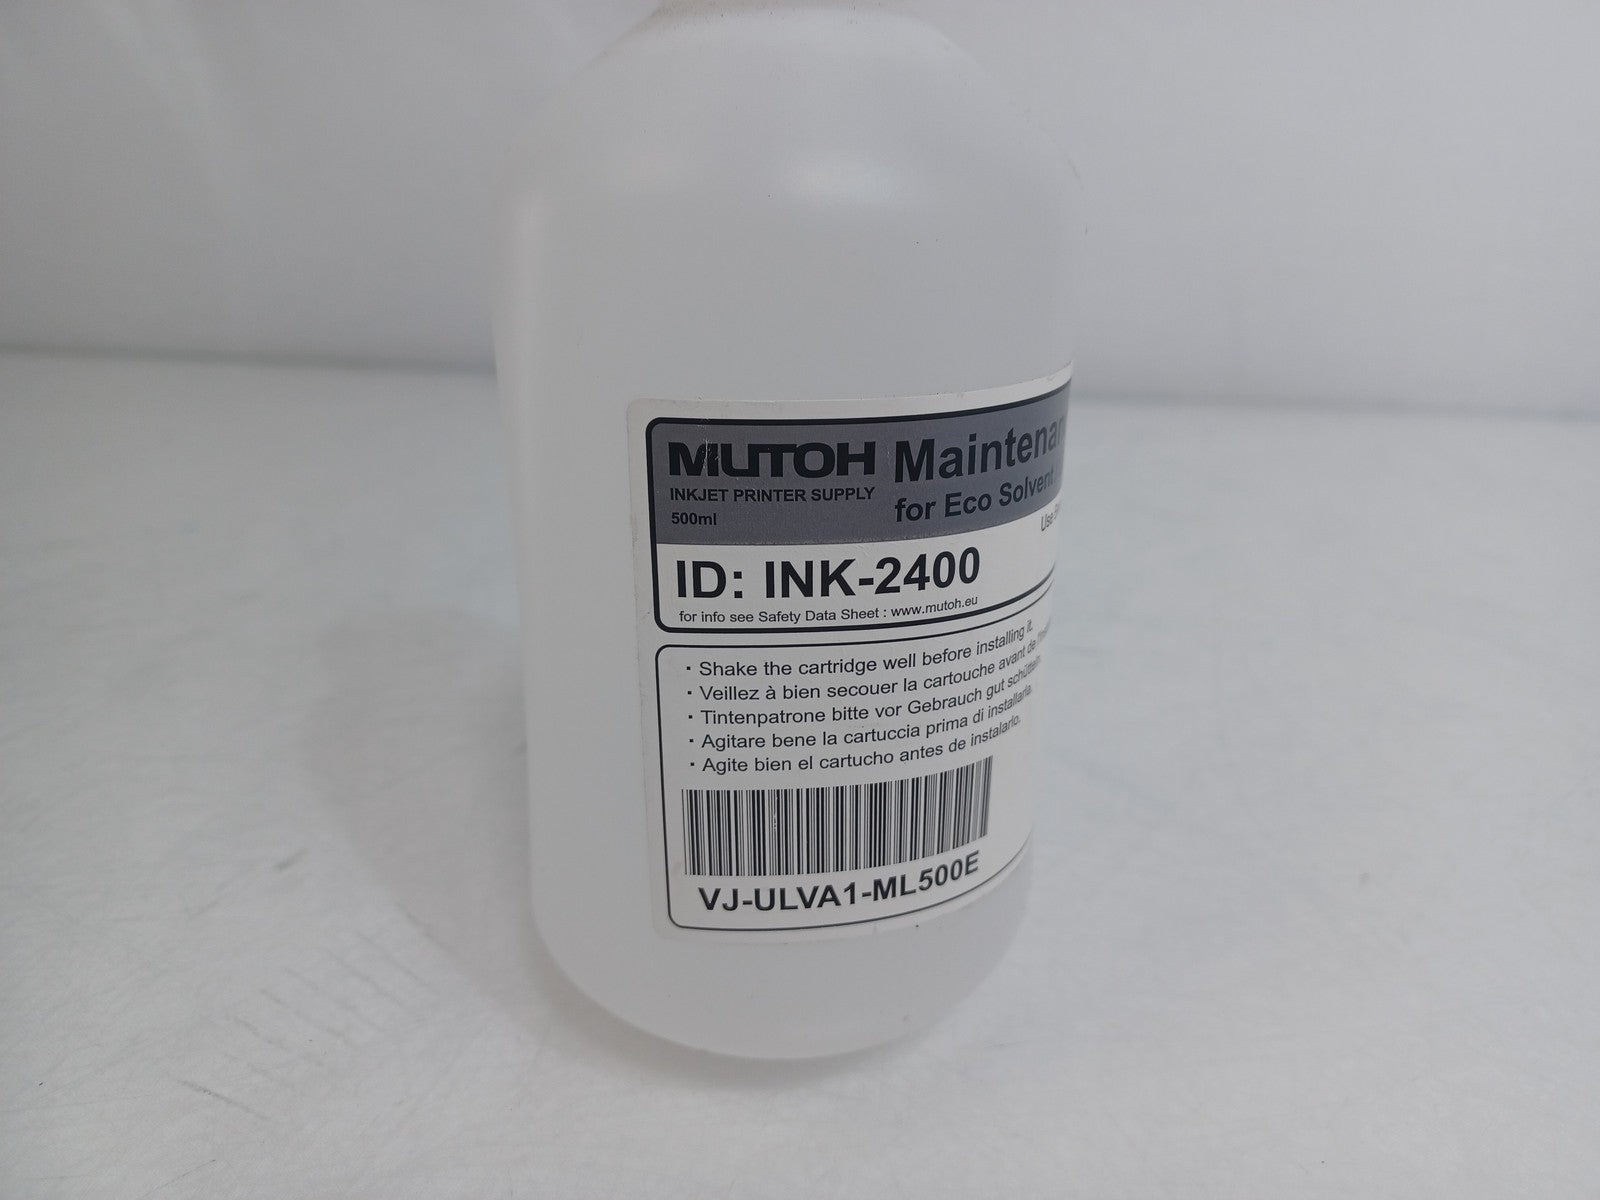 MUTOH
INKJET PRINTER SUPPLY
500ml
for Eco Solvent
ID: INK-2400
for info see Safety Data Sheet : www.mutoh.eu
· Shake the cartridge well before installing it.
· Veillez à bien secouer la cartouche avant de
· Tintenpatrone bitte vor Gebrauch gut schütteln.
· Agitare bene la cartuccia prima di installarla.
· Agite bien el cartucho antes de instalarlo.
VJ-ULVA1-ML500E